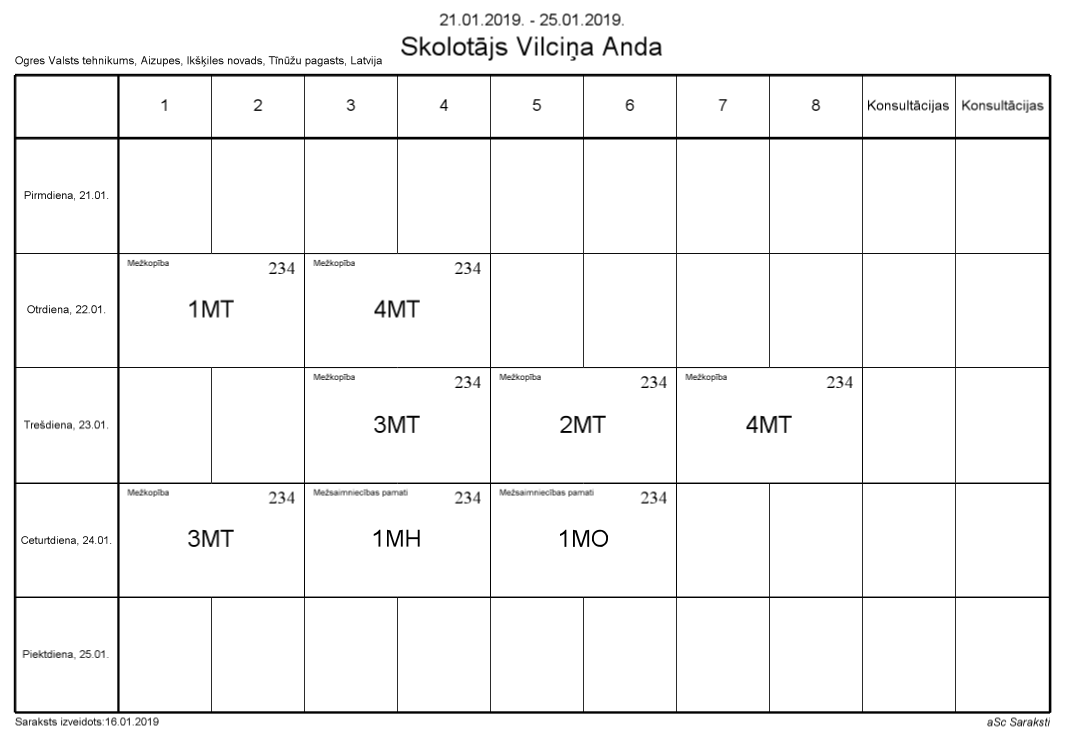 21.01.2019. - 25.01.2019.
Skolotājs Vilciņa Anda
Ogres Valsts tehnikums, Aizupes, Ikšķiles novads, Tīnūžu pagasts, Latvija
1 2 3 4 5 6 7 8 Konsultācijas Konsultācijas
Pirmdiena, 21.01.
Mežkopība 234 Mežkopība 234
Otrdiena, 22.01. 1MT 4MT
Mežkopība 234 Mežkopība 234 Mežkopība 234
Trešdiena, 23.01. 3MT 2MT 4MT
Mežkopība 234 Mežsaimniecības pamati 234 Mežsaimniecības pamati 234
Ceturtdiena, 24.01. 3MT 1MH 1MO
Piektdiena, 25.01.
Saraksts izveidots:16.01.2019 aSc Saraksti